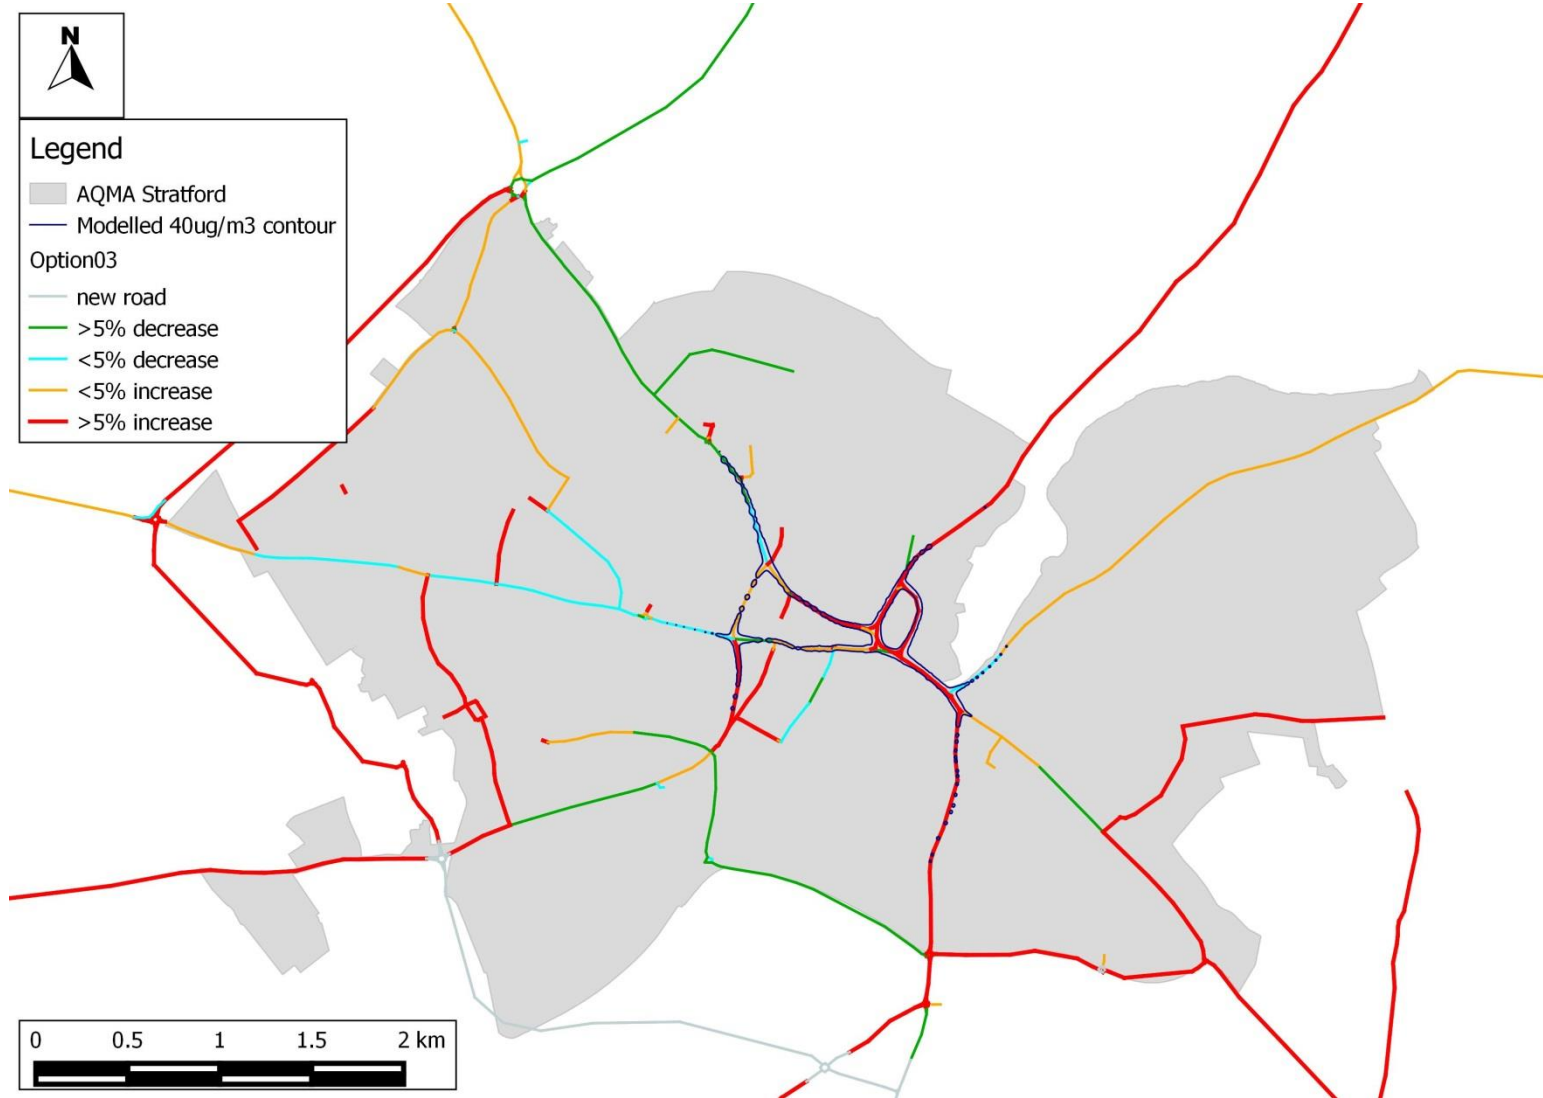 N
Legend
AQMA Stratford
Modelled 40ug/m3 contour
Option03
new road
>5% decrease
<5% decrease
<5% increase
>5% increase
0 0.5 1 1.5 2 km